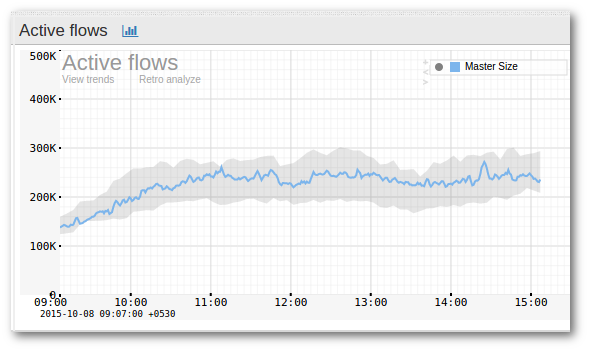 Active flows
Active flows
View trends Retro analyze
+
<
>
Master Size
500K
400K
300K
200K
100K
0
09:00 10:00 11:00 12:00 13:00 14:00 15:00
2015-10-08 09:07:00 +0530